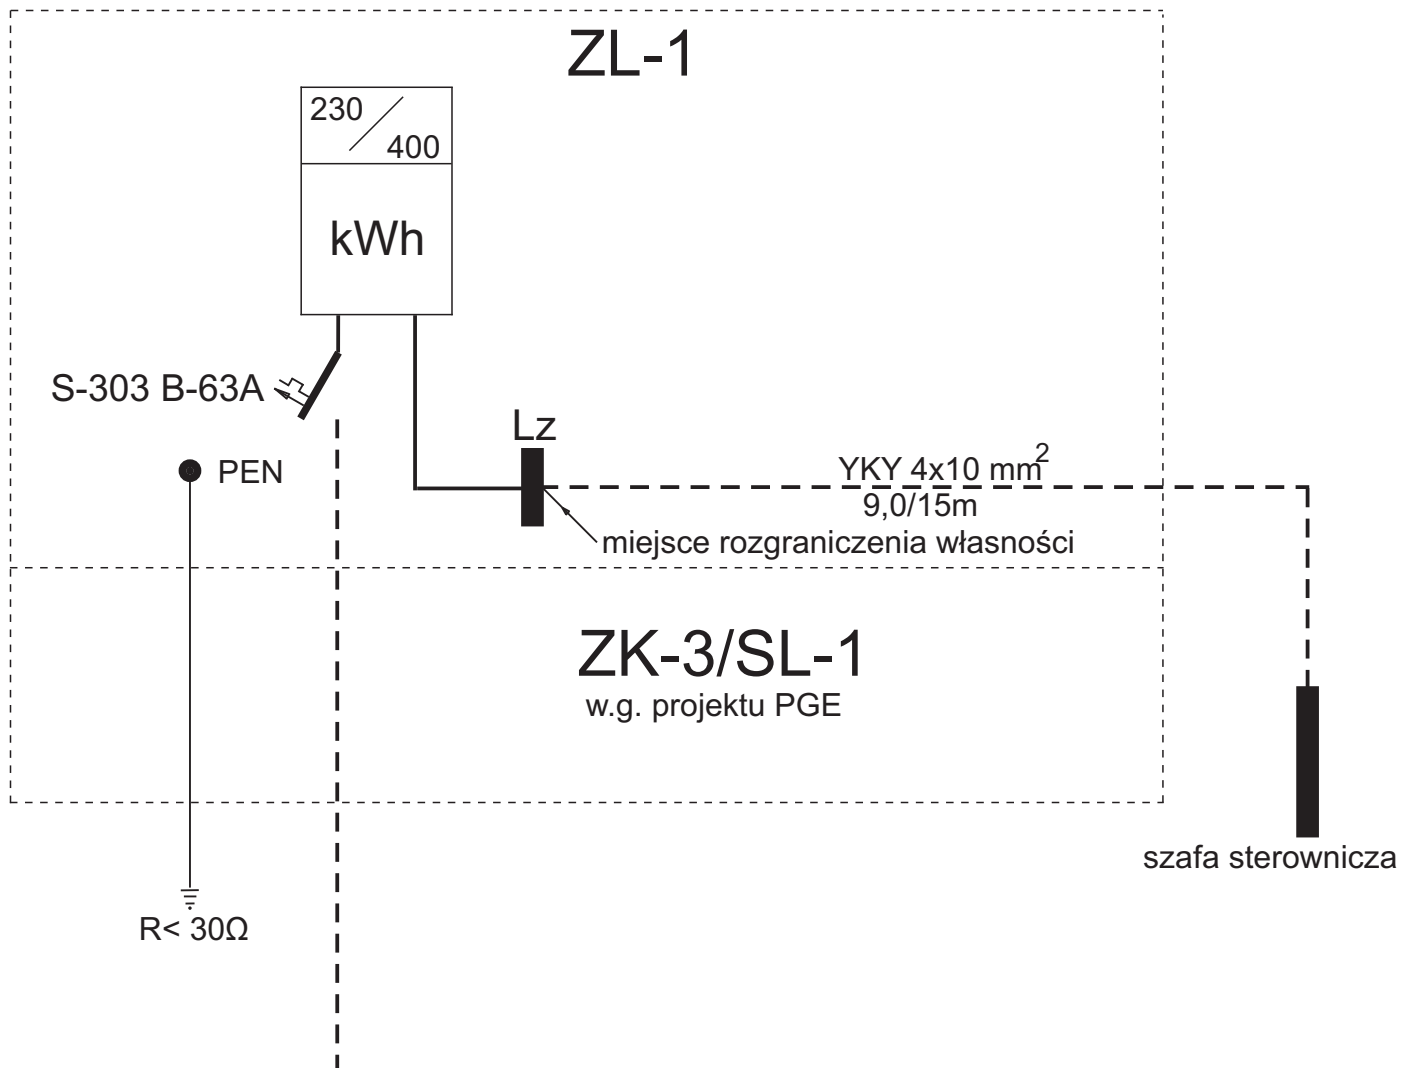 ZL-1
230
400
kWh
S-303 B-63A
Lz
PEN
YKY 4x10 mm²
9,0/15m
miejsce rozgraniczenia własności
ZK-3/SL-1
w.g. projektu PGE
szafa sterownicza
R< 30Ω